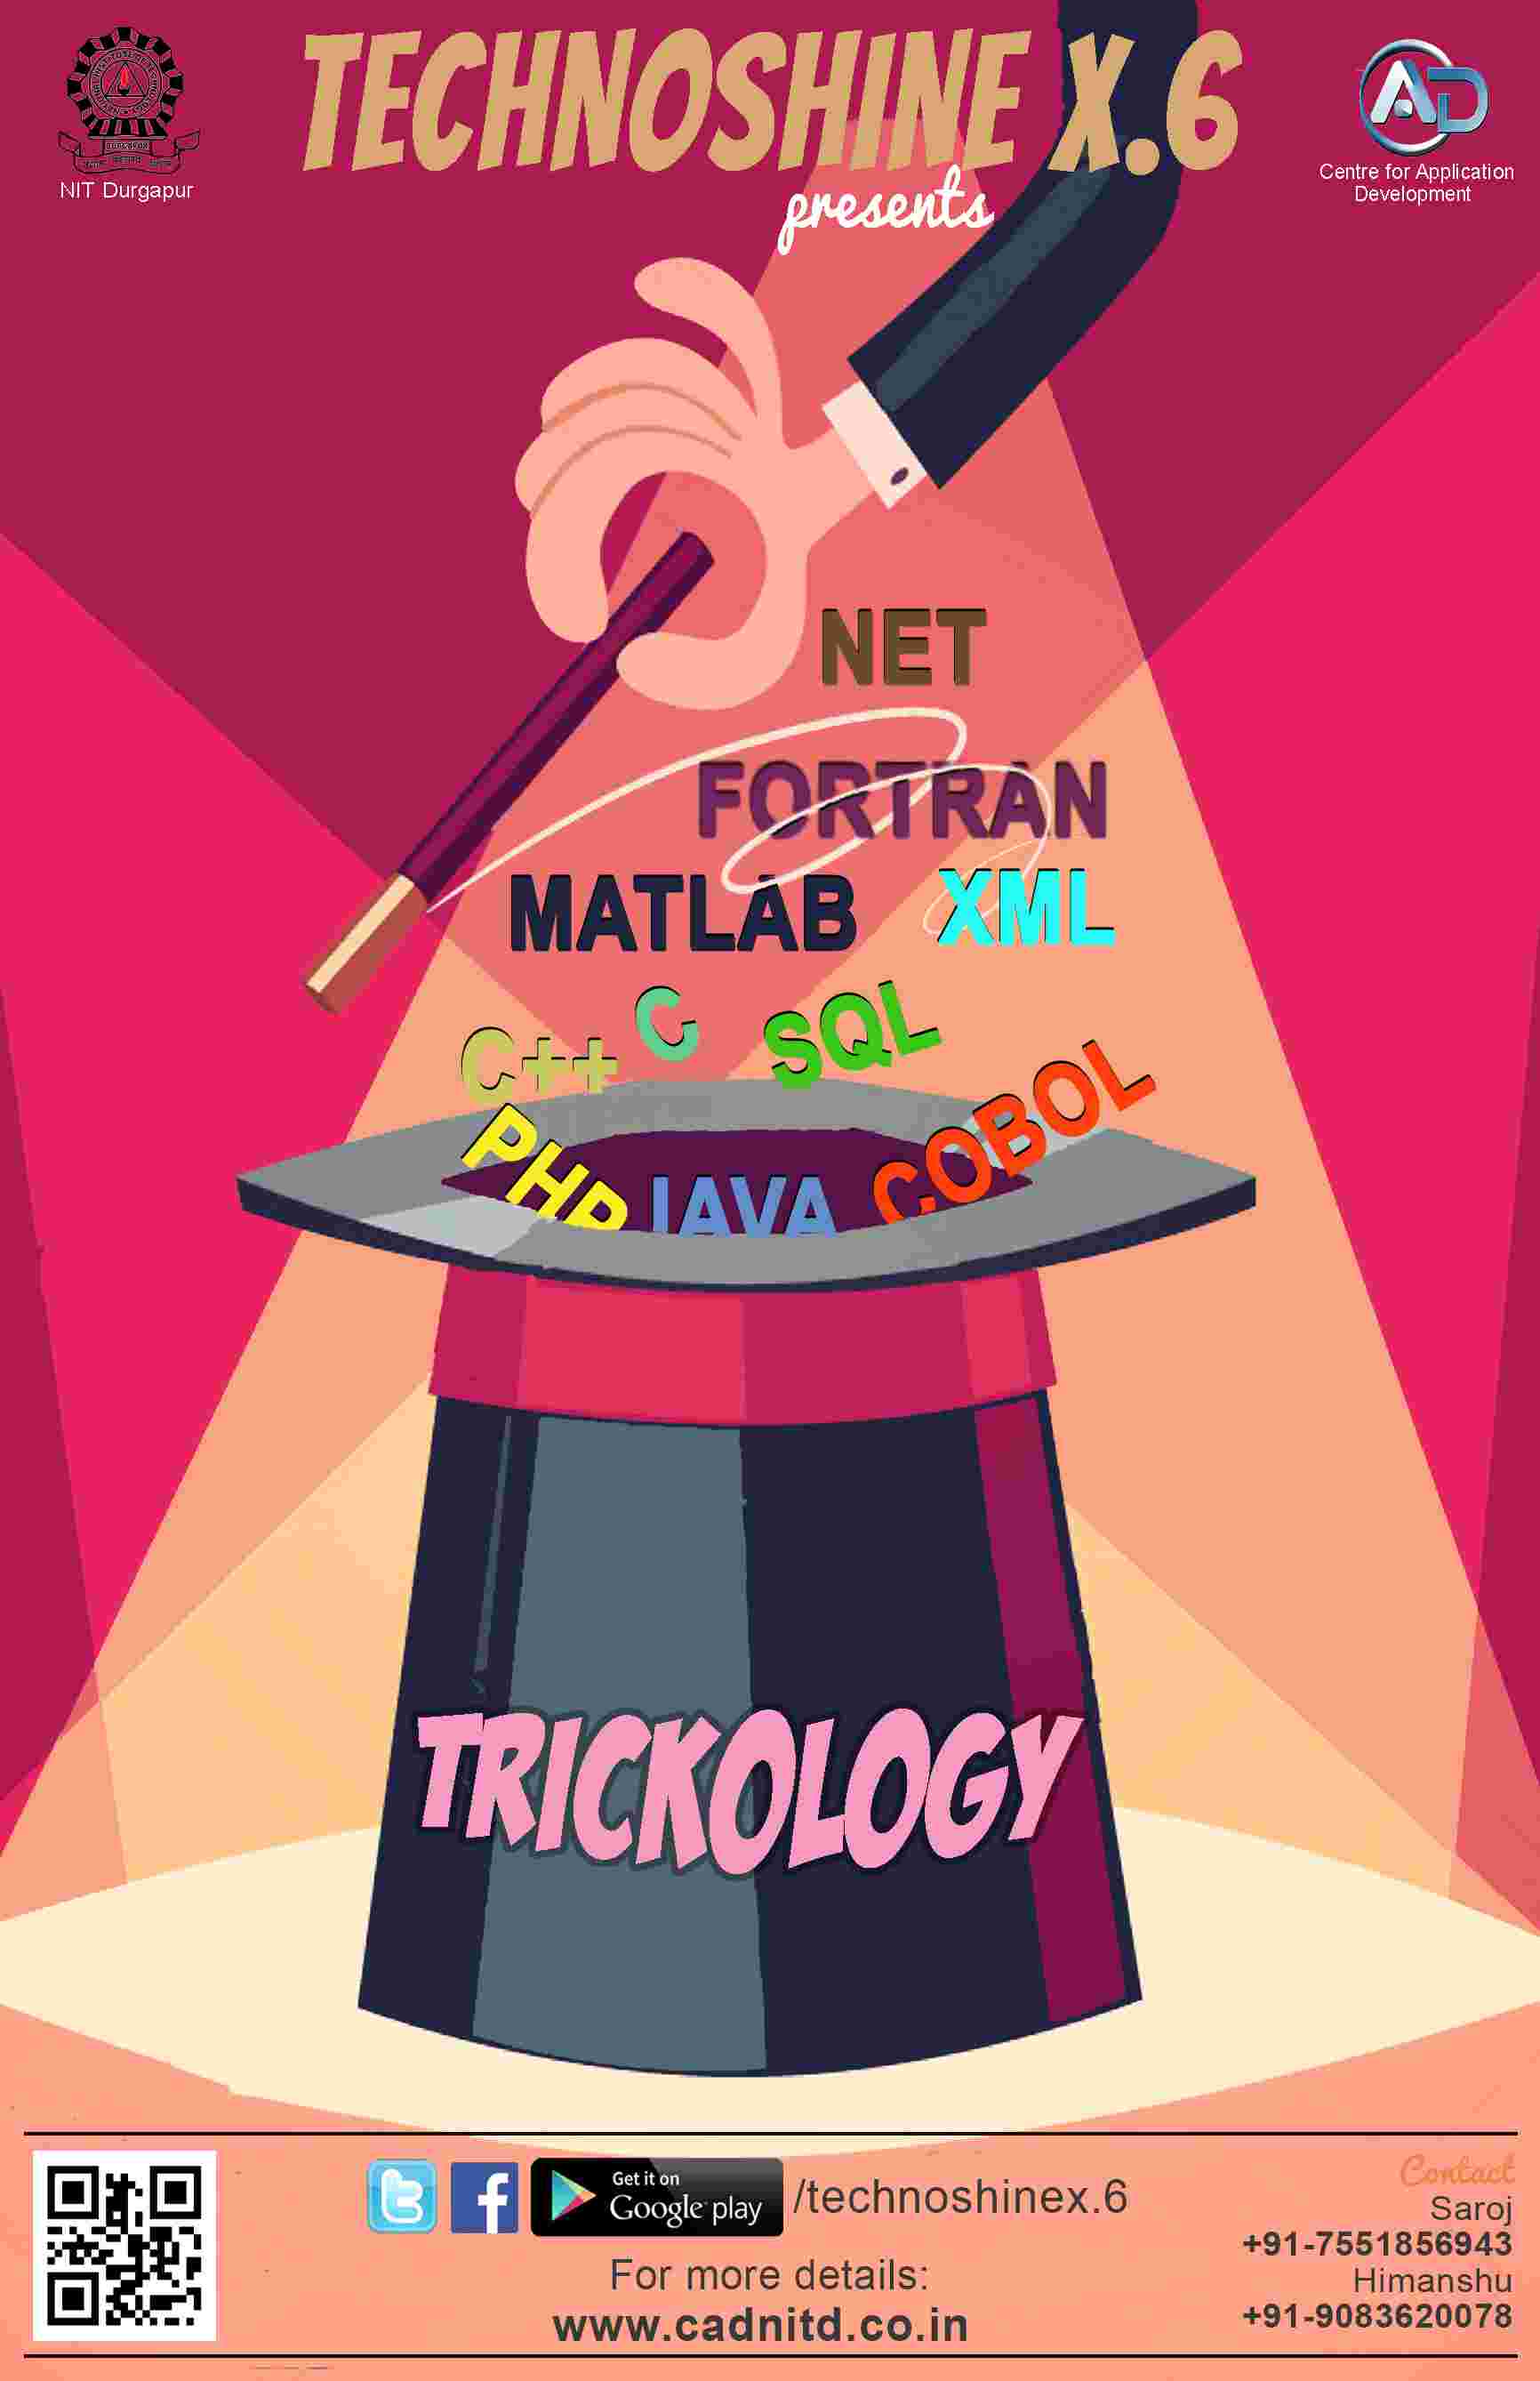 TECHNOSHINE X.6
presents
NIT Durgapur
Centre for Application
Development
NET
FORTRAN
MATLAB XML
C++ C SQL
PHP JAVA COBOL
TRICKOLOGY
Get it on
Google play
/technoshinex.6
For more details:
www.cadnitd.co.in
Contact
Saroj
+91-7551856943
Himanshu
+91-9083620078